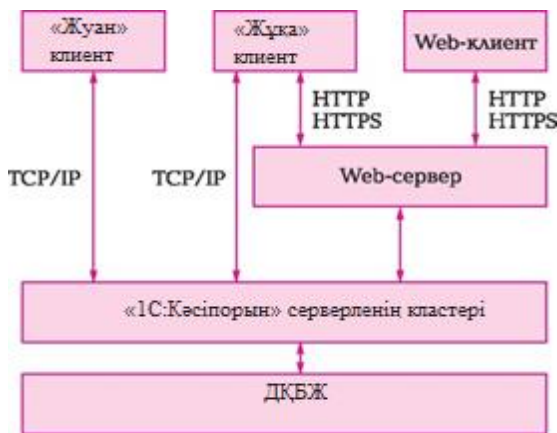 «Жуан»
клиент
«Жұқа»
клиент
Web-клиент
HTTP
HTTPS
HTTP
HTTPS
TCP/IP
TCP/IP
Web-сервер
«1С:Кәсіпорын» серверленің кластері
ДҚБЖ